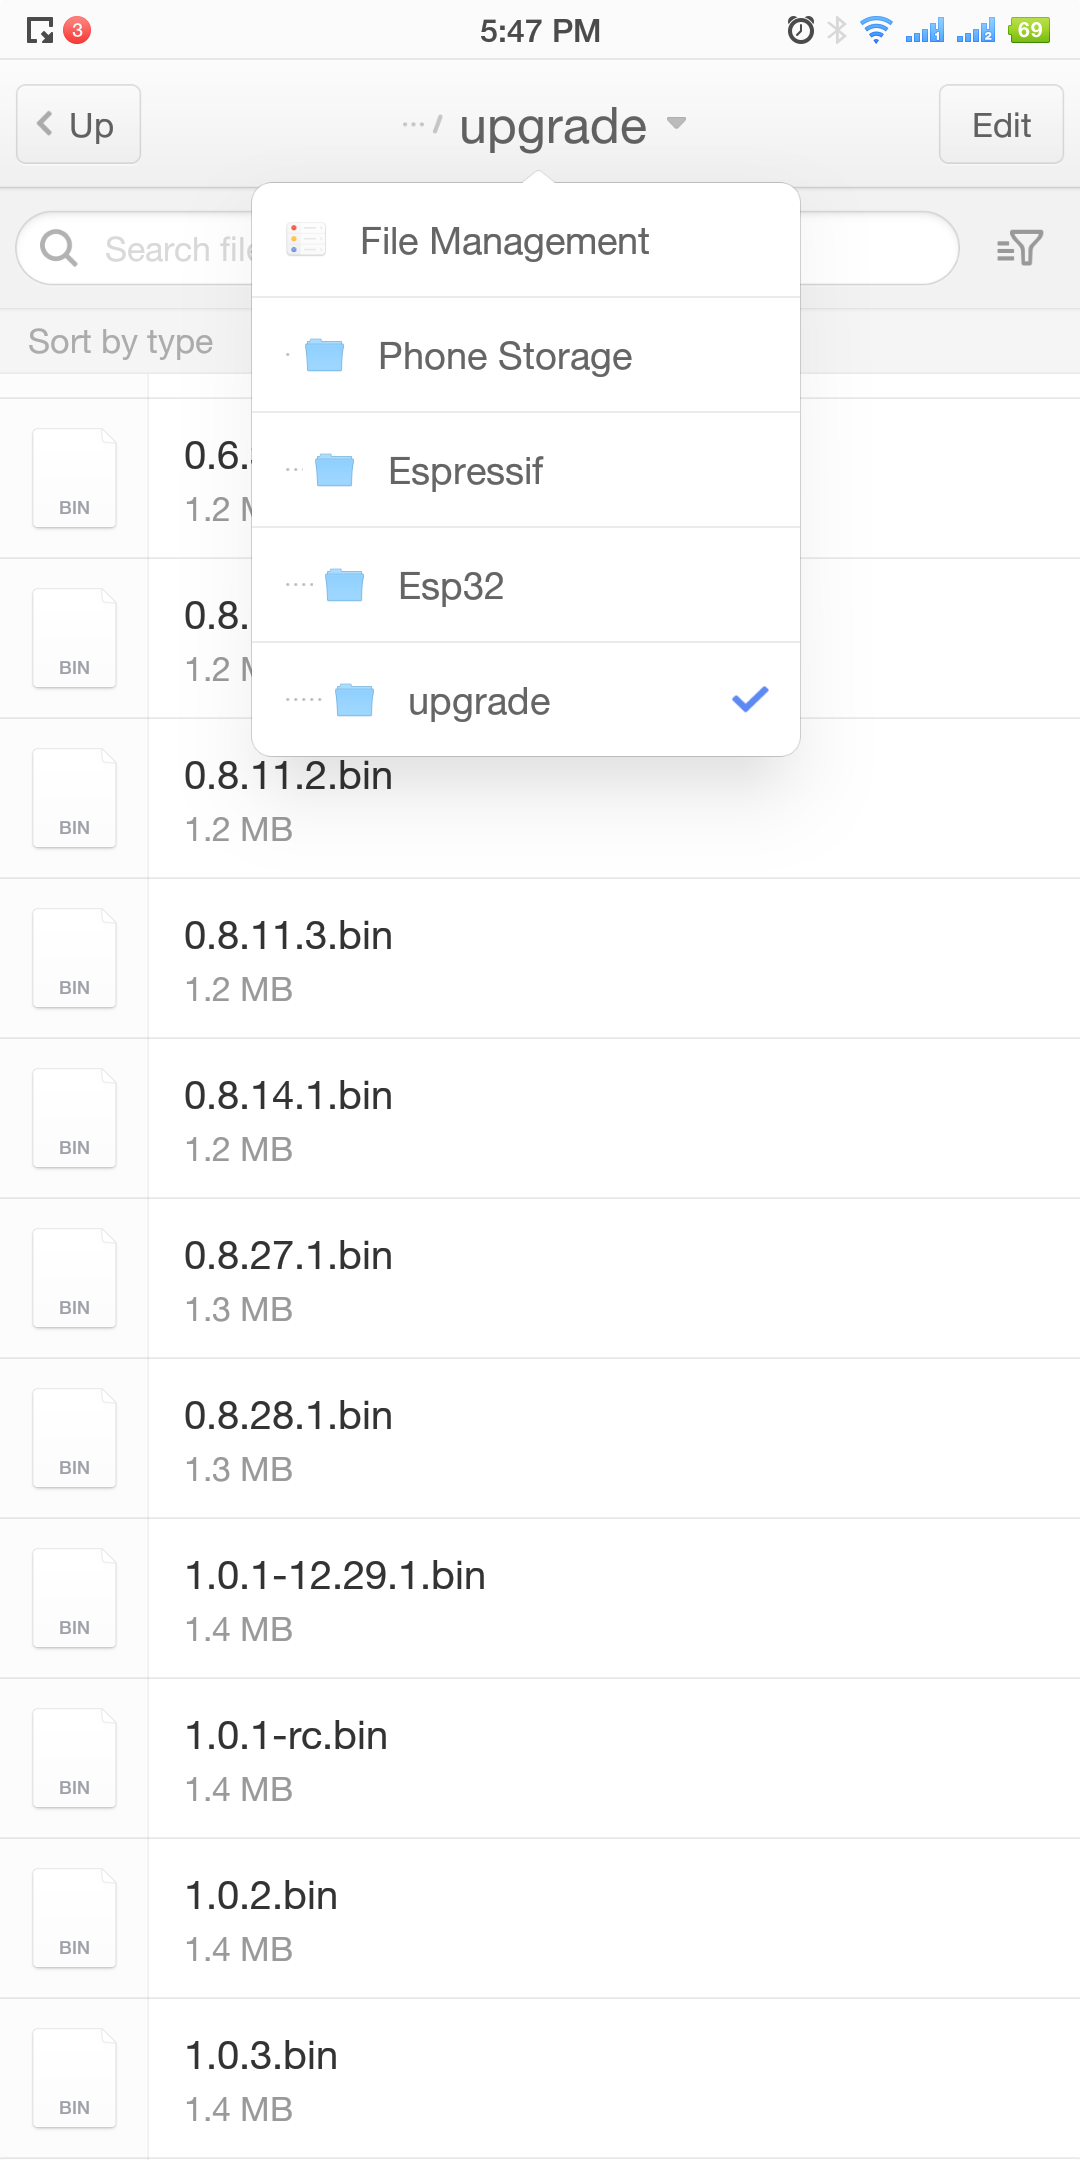 3
5:47 PM
1
2
69
Up
··· / upgrade
Edit
Search
File Management
Sort by type
Phone Storage
BIN
0.6.
1.2
Espressif
BIN
0.8.
1.2
Esp32
upgrade
BIN
0.8.11.2.bin
1.2 MB
BIN
0.8.11.3.bin
1.2 MB
BIN
0.8.14.1.bin
1.2 MB
BIN
0.8.27.1.bin
1.3 MB
BIN
0.8.28.1.bin
1.3 MB
BIN
1.0.1-12.29.1.bin
1.4 MB
BIN
1.0.1-rc.bin
1.4 MB
BIN
1.0.2.bin
1.4 MB
BIN
1.0.3.bin
1.4 MB